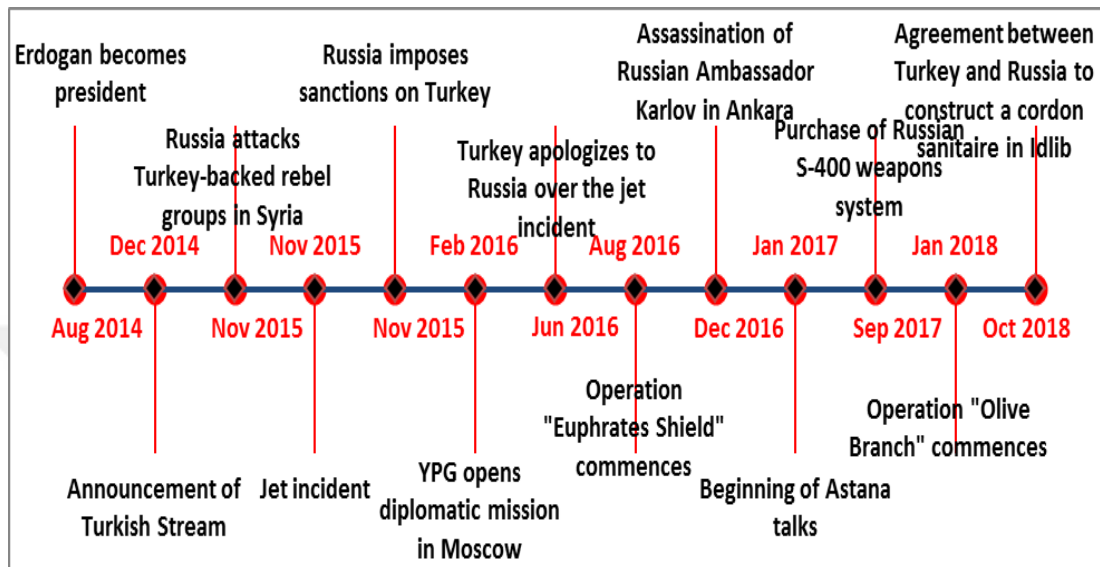 Erdogan becomes
president
Russia attacks
Turkey-backed rebel
groups in Syria
Russia imposes
sanctions on Turkey
Turkey apologizes to
Russia over the jet
incident
Assassination of
Russian Ambassador
Karlov in Ankara
Purchase of Russian
S-400 weapons
system
Agreement between
Turkey and Russia to
construct a cordon
sanitaire in Idlib
Dec 2014
Nov 2015
Feb 2016
Aug 2016
Jan 2017
Jan 2018
Aug 2014
Nov 2015
Nov 2015
Jun 2016
Dec 2016
Sep 2017
Oct 2018
Announcement of
Turkish Stream
Jet incident
YPG opens
diplomatic mission
in Moscow
Operation
"Euphrates Shield"
commences
Beginning of Astana
talks
Operation "Olive
Branch" commences